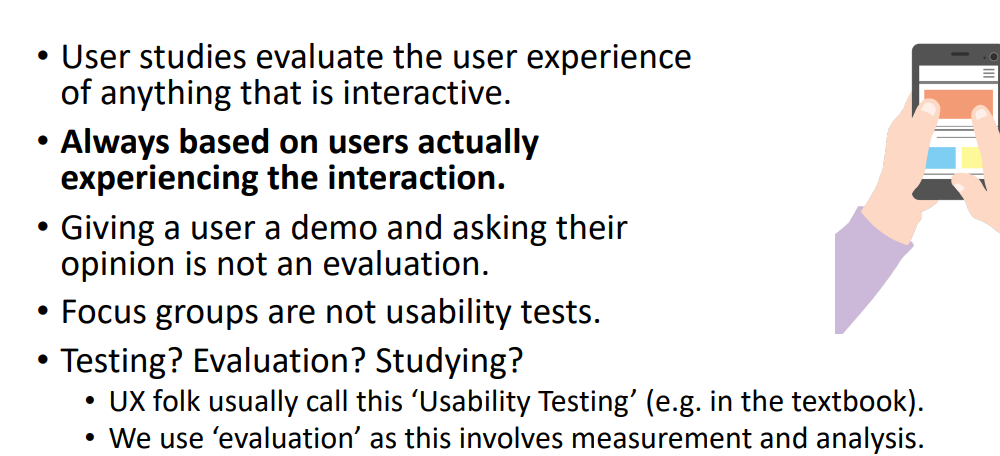 • User studies evaluate the user experience
of anything that is interactive.
• Always based on users actually
experiencing the interaction.
• Giving a user a demo and asking their
opinion is not an evaluation.
• Focus groups are not usability tests.
• Testing? Evaluation? Studying?
• UX folk usually call this ‘Usability Testing’ (e.g. in the textbook).
• We use ‘evaluation’ as this involves measurement and analysis.